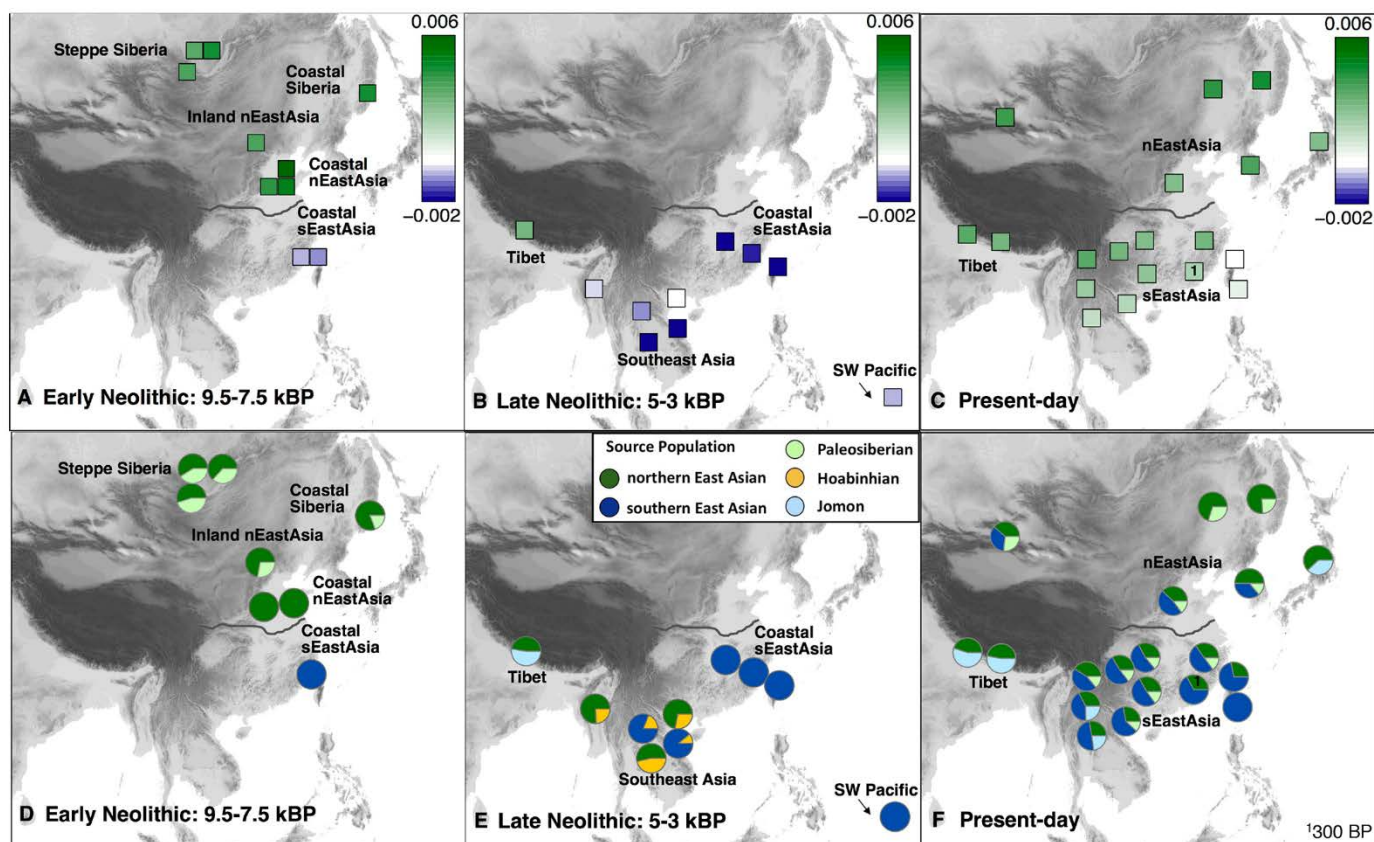 0.006
Steppe Siberia
Coastal
Siberia
Inland nEastAsia
Coastal
nEastAsia
−0.002
Coastal
sEastAsia
A Early Neolithic: 9.5-7.5 kBP
0.006
−0.002
Coastal
sEastAsia
Tibet
Southeast Asia
SW Pacific
B Late Neolithic: 5-3 kBP
0.006
nEastAsia
−0.002
Tibet
1
sEastAsia
C Present-day
Steppe Siberia
Coastal
Siberia
Inland nEastAsia
Coastal
nEastAsia
Coastal
sEastAsia
D Early Neolithic: 9.5-7.5 kBP
Source Population
northern East Asian
southern East Asian
Paleosiberian
Hoabinhian
Jomon
Coastal
sEastAsia
Tibet
Southeast Asia
SW Pacific
E Late Neolithic: 5-3 kBP
nEastAsia
Tibet
1
sEastAsia
F Present-day
¹300 BP